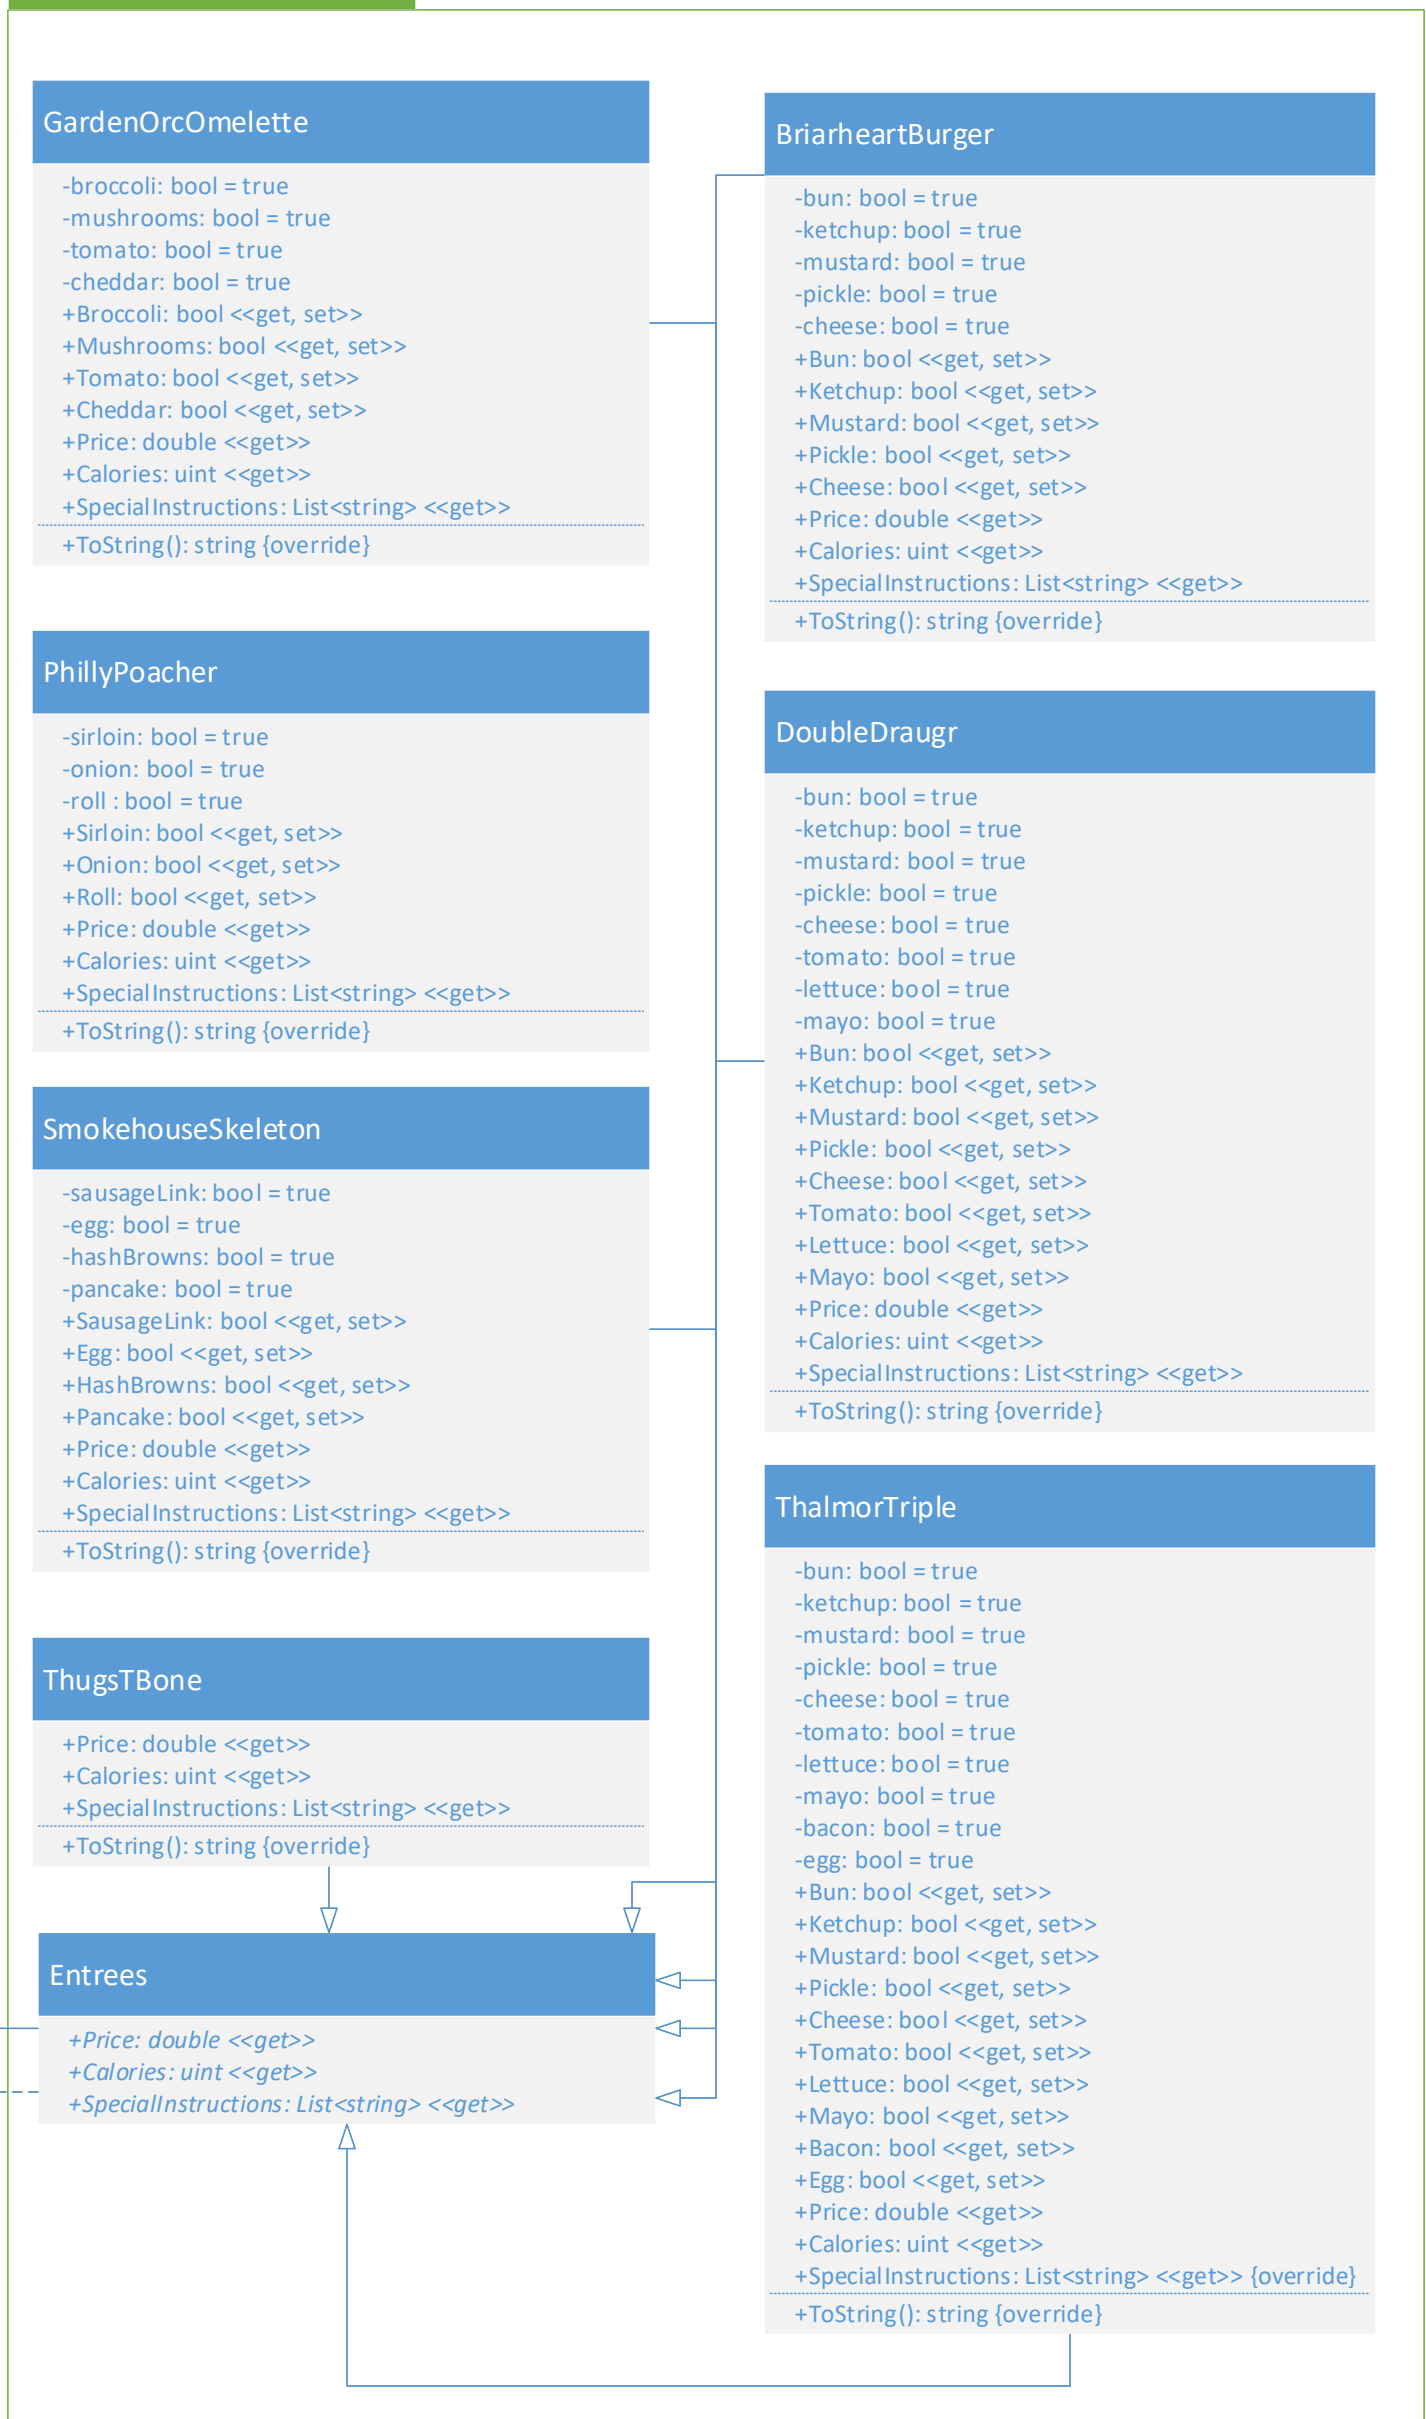 GardenOrcOmelette
-broccoli: bool = true
-mushrooms: bool = true
-tomato: bool = true
-cheddar: bool = true
+Broccoli: bool <<get, set>>
+Mushrooms: bool <<get, set>>
+Tomato: bool <<get, set>>
+Cheddar: bool <<get, set>>
+Price: double <<get>>
+Calories: uint <<get>>
+SpecialInstructions: List<string> <<get>>
+ToString(): string {override}
PhillyPoacher
-sirloin: bool = true
-onion: bool = true
-roll : bool = true
+Sirloin: bool <<get, set>>
+Onion: bool <<get, set>>
+Roll: bool <<get, set>>
+Price: double <<get>>
+Calories: uint <<get>>
+SpecialInstructions: List<string> <<get>>
+ToString(): string {override}
SmokehouseSkeleton
-sausageLink: bool = true
-egg: bool = true
-hashBrowns: bool = true
-pancake: bool = true
+SausageLink: bool <<get, set>>
+Egg: bool <<get, set>>
+HashBrowns: bool <<get, set>>
+Pancake: bool <<get, set>>
+Price: double <<get>>
+Calories: uint <<get>>
+SpecialInstructions: List<string> <<get>>
+ToString(): string {override}
ThugsTBone
+Price: double <<get>>
+Calories: uint <<get>>
+SpecialInstructions: List<string> <<get>>
+ToString(): string {override}
Entrees
+Price: double <<get>>
+Calories: uint <<get>>
+SpecialInstructions: List<string> <<get>>
BriarheartBurger
-bun: bool = true
-ketchup: bool = true
-mustard: bool = true
-pickle: bool = true
-cheese: bool = true
+Bun: bool <<get, set>>
+Ketchup: bool <<get, set>>
+Mustard: bool <<get, set>>
+Pickle: bool <<get, set>>
+Cheese: bool <<get, set>>
+Price: double <<get>>
+Calories: uint <<get>>
+SpecialInstructions: List<string> <<get>>
+ToString(): string {override}
DoubleDraugr
-bun: bool = true
-ketchup: bool = true
-mustard: bool = true
-pickle: bool = true
-cheese: bool = true
-tomato: bool = true
-lettuce: bool = true
-mayo: bool = true
+Bun: bool <<get, set>>
+Ketchup: bool <<get, set>>
+Mustard: bool <<get, set>>
+Pickle: bool <<get, set>>
+Cheese: bool <<get, set>>
+Tomato: bool <<get, set>>
+Lettuce: bool <<get, set>>
+Mayo: bool <<get, set>>
+Price: double <<get>>
+Calories: uint <<get>>
+SpecialInstructions: List<string> <<get>>
+ToString(): string {override}
ThalmorTriple
-bun: bool = true
-ketchup: bool = true
-mustard: bool = true
-pickle: bool = true
-cheese: bool = true
-tomato: bool = true
-lettuce: bool = true
-mayo: bool = true
-bacon: bool = true
-egg: bool = true
+Bun: bool <<get, set>>
+Ketchup: bool <<get, set>>
+Mustard: bool <<get, set>>
+Pickle: bool <<get, set>>
+Cheese: bool <<get, set>>
+Tomato: bool <<get, set>>
+Lettuce: bool <<get, set>>
+Mayo: bool <<get, set>>
+Bacon: bool <<get, set>>
+Egg: bool <<get, set>>
+Price: double <<get>>
+Calories: uint <<get>>
+SpecialInstructions: List<string> <<get>> {override}
+ToString(): string {override}